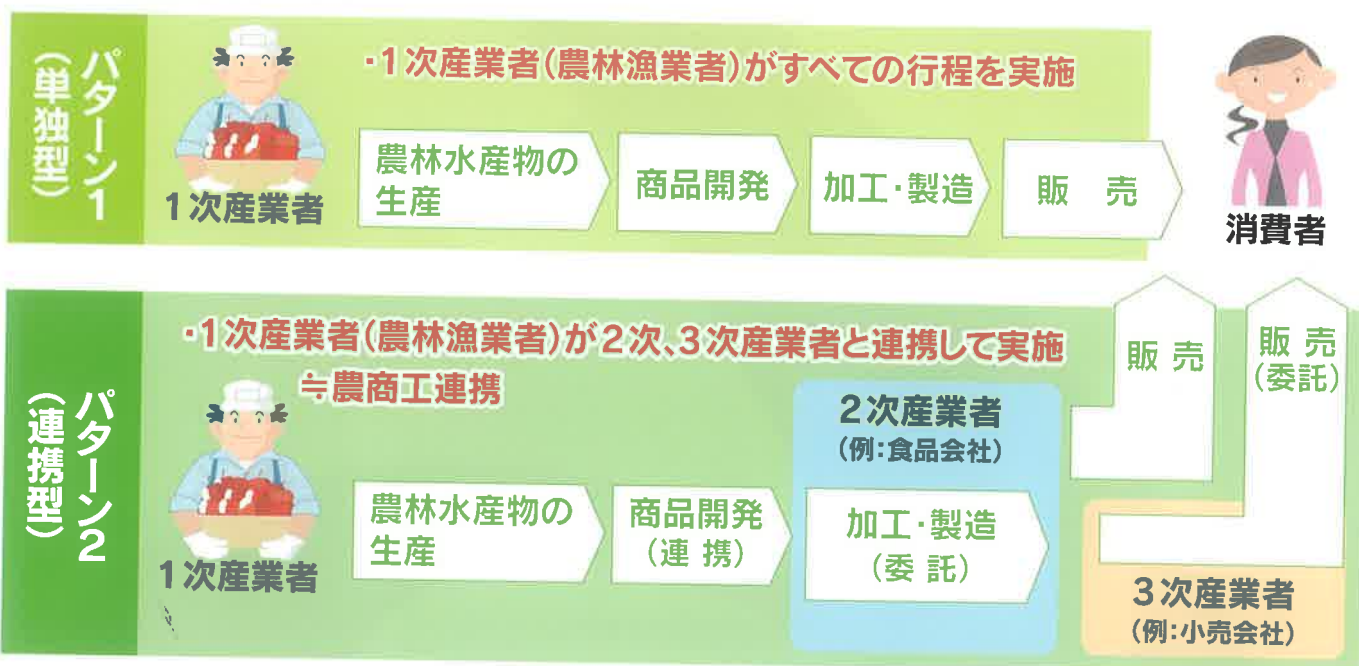 パターン1
（単独型）
・1次産業者（農林漁業者）がすべての行程を実施
1次産業者
農林水産物の
生産
商品開発
加工・製造
販　売
消費者
パターン2
（連携型）
・1次産業者（農林漁業者）が2次、3次産業者と連携して実施
≒農商工連携
1次産業者
農林水産物の
生産
商品開発
（連 携）
2次産業者
（例：食品会社）
加工・製造
（委 託）
販 売
販 売
（委託）
3次産業者
（例：小売会社）